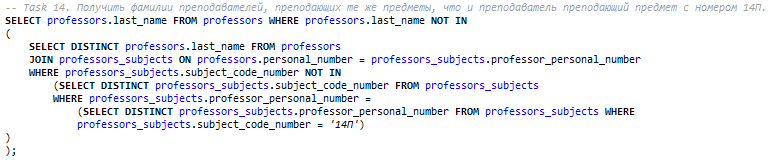 -- Task 14. Получить фамилии преподавателей, преподающих те же предметы, что и преподаватель преподающий предмет с номером 14П.
SELECT professors.last_name FROM professors WHERE professors.last_name NOT IN
(
SELECT DISTINCT professors.last_name FROM professors
JOIN professors_subjects ON professors.personal_number = professors_subjects.professor_personal_number
WHERE professors_subjects.subject_code_number NOT IN
(SELECT DISTINCT professors_subjects.subject_code_number FROM professors_subjects
WHERE professors_subjects.professor_personal_number =
(SELECT DISTINCT professors_subjects.professor_personal_number FROM professors_subjects WHERE
professors_subjects.subject_code_number = '14П')
)
);